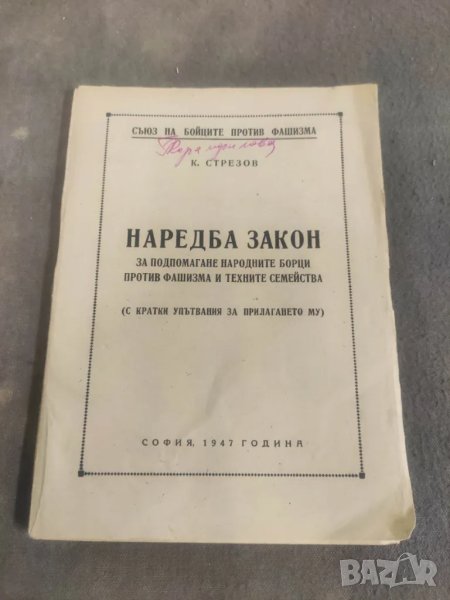 СЪЮЗ НА БОЙЦИТЕ ПРОТИВ ФАШИЗМА
К. СТРЕЗОВ
НАРЕДБА ЗАКОН
ЗА ПОДПОМАГАНЕ НАРОДНИТЕ БОРЦИ
ПРОТИВ ФАШИЗМА И ТЕХНИТЕ СЕМЕЙСТВА
(С КРАТКИ УПЪТВАНИЯ ЗА ПРИЛАГАНЕТО МУ)
СОФИЯ, 1947 ГОДИНА
BAZAR